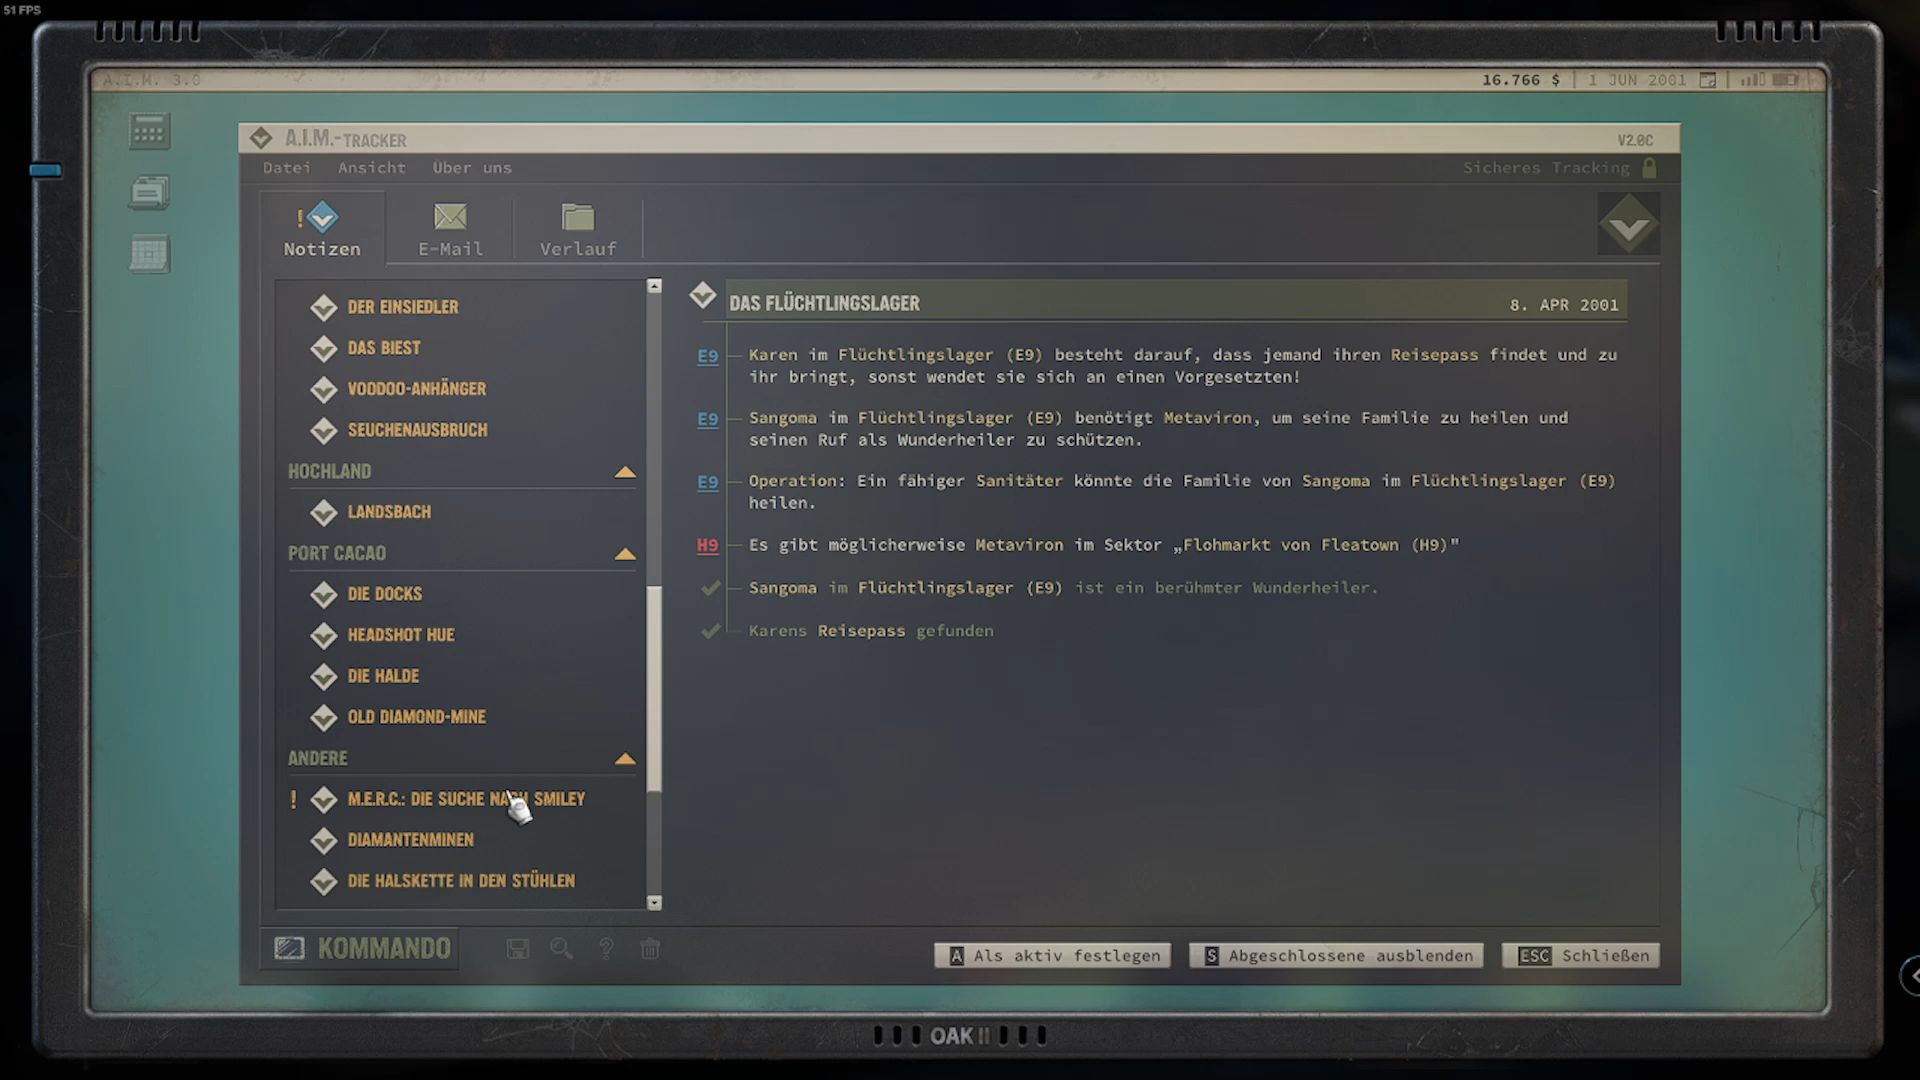 51 FPS
A.I.M. 3.0
16.766 $ | 1 JUN 2001
A.I.M.-TRACKER
V2.0C
Datei Ansicht Über uns
Sicheres Tracking
! Notizen
E-Mail
Verlauf
DER EINSIEDLER
DAS BIEST
VOODOO-ANHÄNGER
SEUCHENAUSBRUCH
HOCHLAND
LANDSBACH
PORT CACAO
DIE DOCKS
HEADSHOT HUE
DIE HALDE
OLD DIAMOND-MINE
ANDERE
! M.E.R.C.: DIE SUCHE NACH SMILEY
DIAMANTENMINEN
DIE HALSKETTE IN DEN STÜHLEN
DAS FLÜCHTLINGSLAGER
8. APR 2001
E9 Karen im Flüchtlingslager (E9) besteht darauf, dass jemand ihren Reisepass findet und zu
ihr bringt, sonst wendet sie sich an einen Vorgesetzten!
E9 Sangoma im Flüchtlingslager (E9) benötigt Metaviron, um seine Familie zu heilen und
seinen Ruf als Wunderheiler zu schützen.
E9 Operation: Ein fähiger Sanitäter könnte die Familie von Sangoma im Flüchtlingslager (E9)
heilen.
H9 Es gibt möglicherweise Metaviron im Sektor „Flohmarkt von Fleatown (H9)"
Sangoma im Flüchtlingslager (E9) ist ein berühmter Wunderheiler.
Karens Reisepass gefunden
KOMMANDO
?
A Als aktiv festlegen
S Abgeschlossene ausblenden
ESC Schließen
OAK II